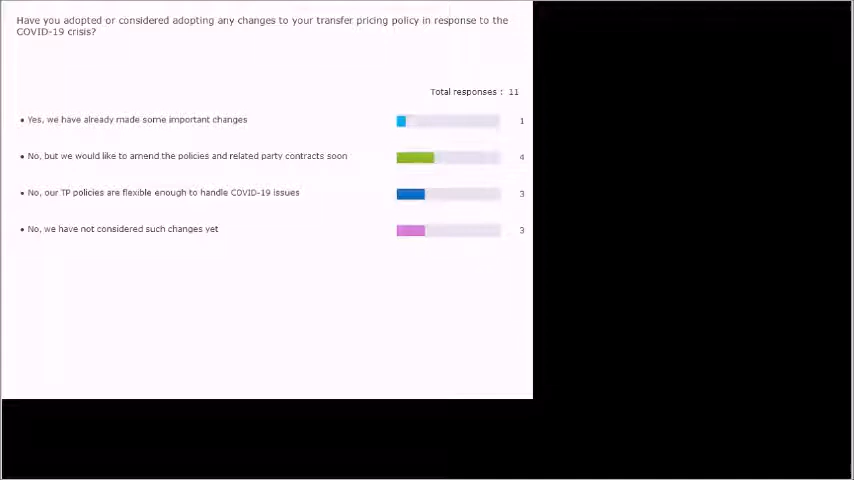 Have you adopted or considered adopting any changes to your transfer pricing policy in response to the
COVID-19 crisis?
Total responses : 11
• Yes, we have already made some important changes 1
• No, but we would like to amend the policies and related party contracts soon 4
• No, our TP policies are flexible enough to handle COVID-19 issues 3
• No, we have not considered such changes yet 3